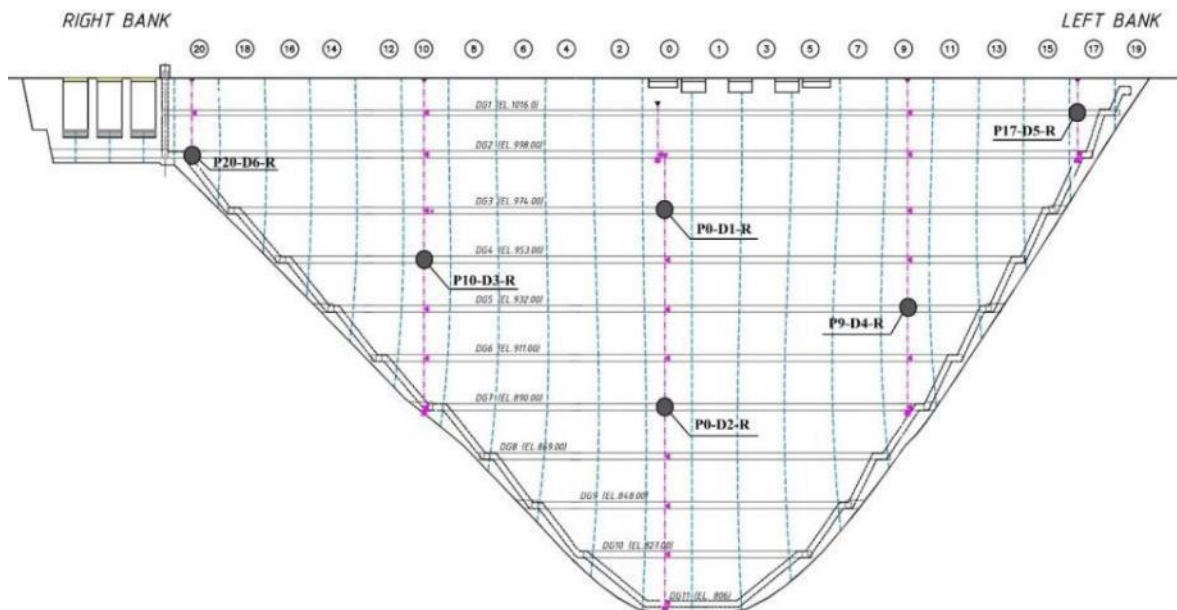 RIGHT BANK
LEFT BANK
20 18 16 14 12 10 8 6 4 2 0 1 3 5 7 9 11 13 15 17 19
DG1 (EL.1016.0)
P17-D5-R
DG2 (EL.998.00)
P20-D6-R
DG3 (EL.974.00)
P0-D1-R
DG4 (EL.953.00)
P10-D3-R
DG5 (EL.932.00)
P9-D4-R
DG6 (EL.911.00)
DG7 (EL.890.00)
P0-D2-R
DG8 (EL.869.00)
DG9 (EL.848.00)
DG10 (EL.827.00)
DG11 (EL. 806)